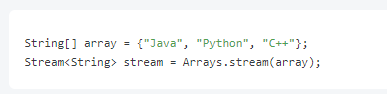 String[] array = {"Java", "Python", "C++"};
Stream<String> stream = Arrays.stream(array);